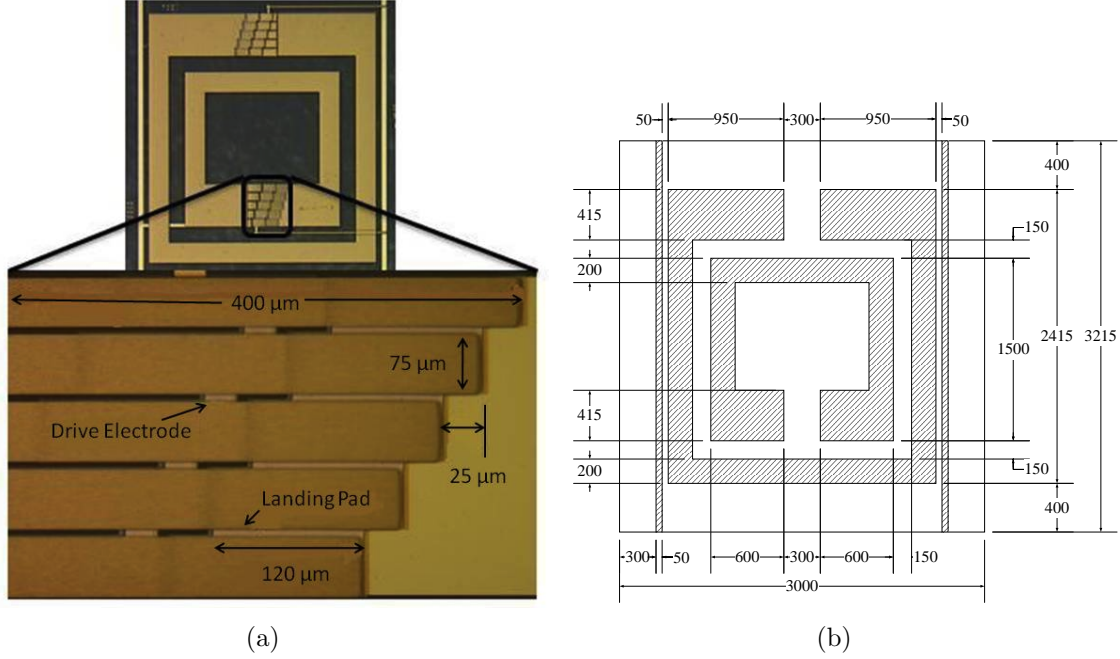 400 μm
75 μm
Drive Electrode
25 μm
Landing Pad
120 μm
(a)
50 950 300 950 50
400
415
150
200
1500 2415 3215
415
200
150
400
300 50 600 300 600 150
3000
(b)